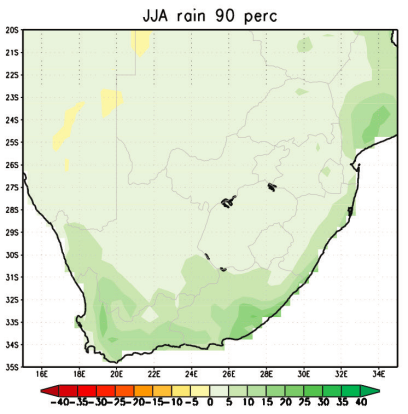 JJA rain 90 perc
20S
21S
22S
23S
24S
25S
26S
27S
28S
29S
30S
31S
32S
33S
34S
35S
16E 18E 20E 22E 24E 26E 28E 30E 32E 34E
-40 -35 -30 -25 -20 -15 -10 -5 0 5 10 15 20 25 30 35 40